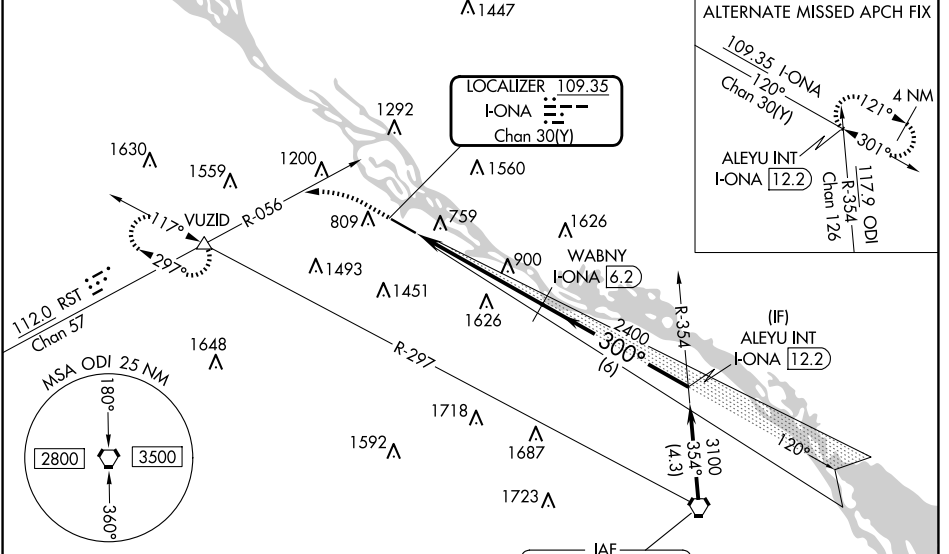 1447
ALTERNATE MISSED APCH FIX
109.35 I-ONA
120°
Chan 30(Y)
121°
4 NM
301°
ALEYU INT
I-ONA 12.2
117.9 ODI
R-354
Chan 126
LOCALIZER 109.35
I-ONA
Chan 30(Y)
1292
1630
1559
1200
1560
VUZID
R-056
117°
297°
809
759
1626
112.0 RST
Chan 57
1493
900
WABNY
I-ONA 6.2
1451
1626
R-354
(IF)
ALEYU INT
I-ONA 12.2
2400
300°
(6)
1648
R-297
MSA ODI 25 NM
180°
2800
3500
360°
1718
1592
1687
120°
3100
354°
(4.3)
1723
IAF